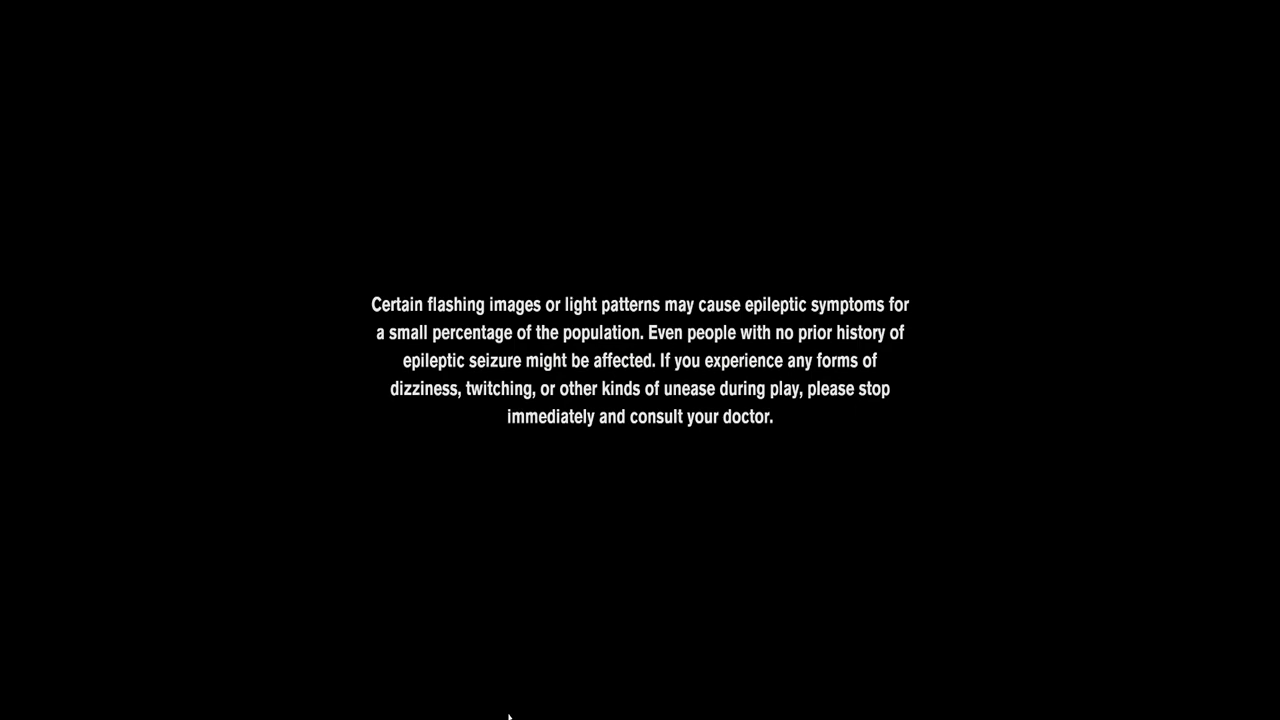 Certain flashing images or light patterns may cause epileptic symptoms for
a small percentage of the population. Even people with no prior history of
epileptic seizure might be affected. If you experience any forms of
dizziness, twitching, or other kinds of unease during play, please stop
immediately and consult your doctor.